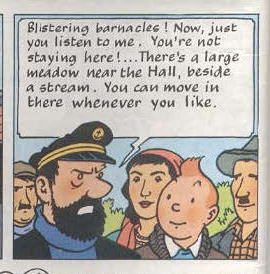 Blistering barnacles! Now, just
you listen to me. You're not
staying here!...There's a large
meadow near the Hall, beside
a stream. You can move in
there whenever you like.